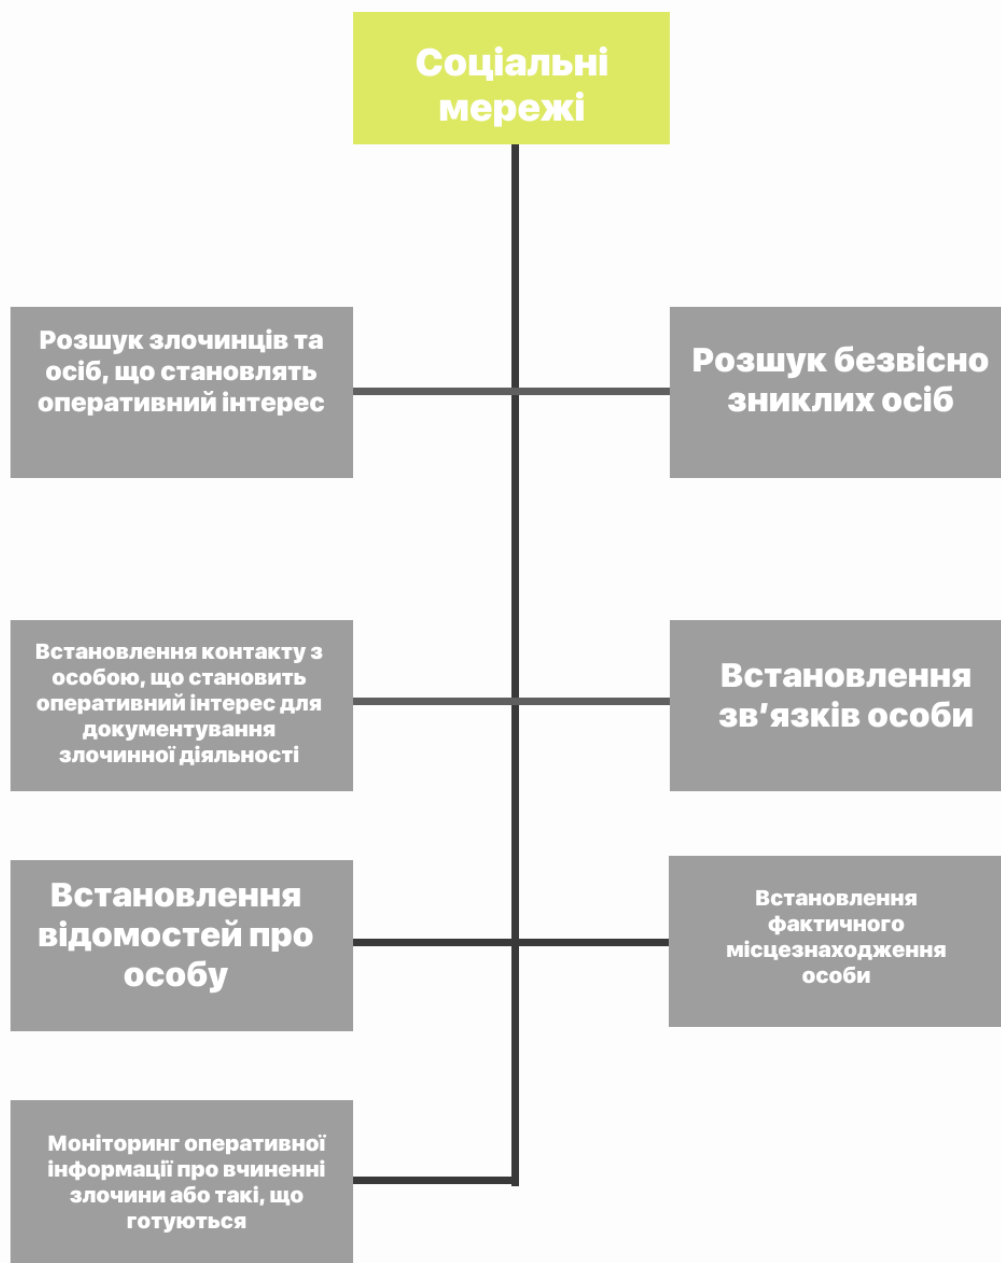 Соціальні
мережі
Розшук злочинців та
осіб, що становлять
оперативний інтерес
Розшук безвісно
зниклих осіб
Встановлення контакту з
особою, що становить
оперативний інтерес для
документування
злочинної діяльності
Встановлення
зв’язків особи
Встановлення
відомостей про
особу
Встановлення
фактичного
місцезнаходження
особи
Моніторинг оперативної
інформації про вчиненні
злочини або такі, що
готуються